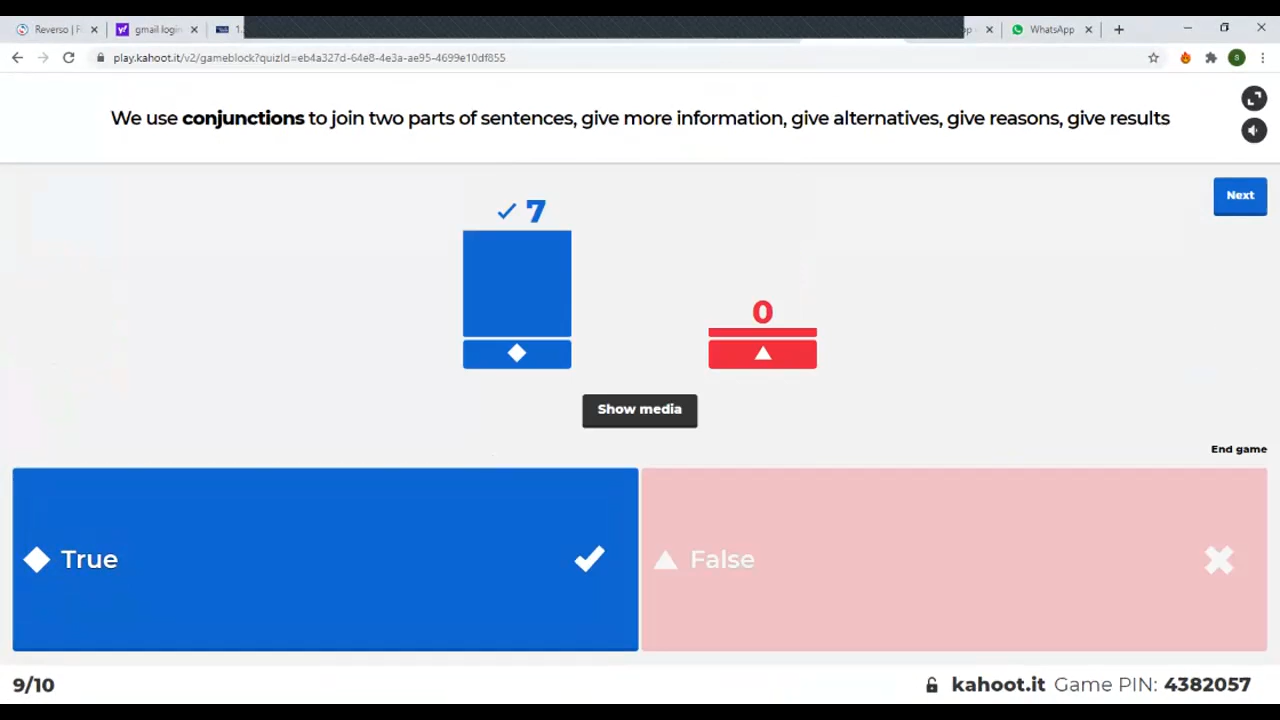 Reverso | F
gmail login
1.
op
WhatsApp
play.kahoot.it/v2/gameblock?quizId=eb4a327d-64e8-4e3a-ae95-4699e10df855
S
We use conjunctions to join two parts of sentences, give more information, give alternatives, give reasons, give results
Next
7
0
Show media
End game
True
False
9/10
kahoot.it Game PIN: 4382057